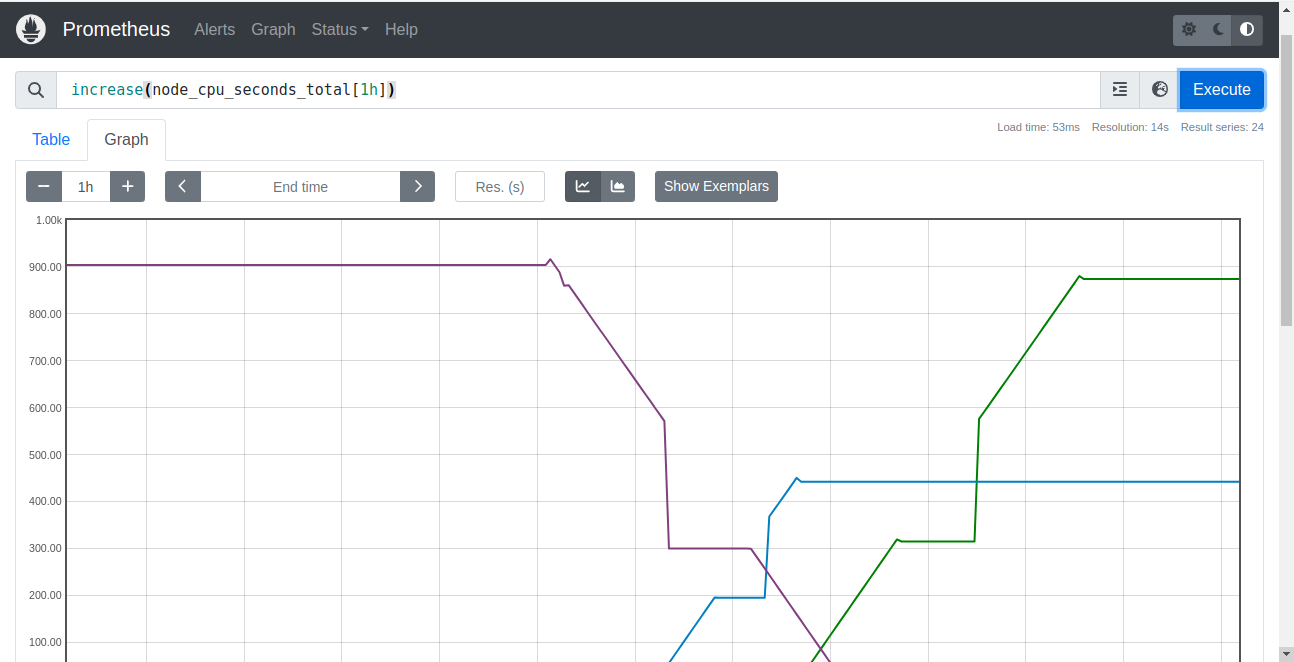 Prometheus Alerts Graph Status Help
increase(node_cpu_seconds_total[1h]) Execute
Load time: 53ms Resolution: 14s Result series: 24
Table Graph
1h End time Res. (s) Show Exemplars
1.00k
900.00
800.00
700.00
600.00
500.00
400.00
300.00
200.00
100.00